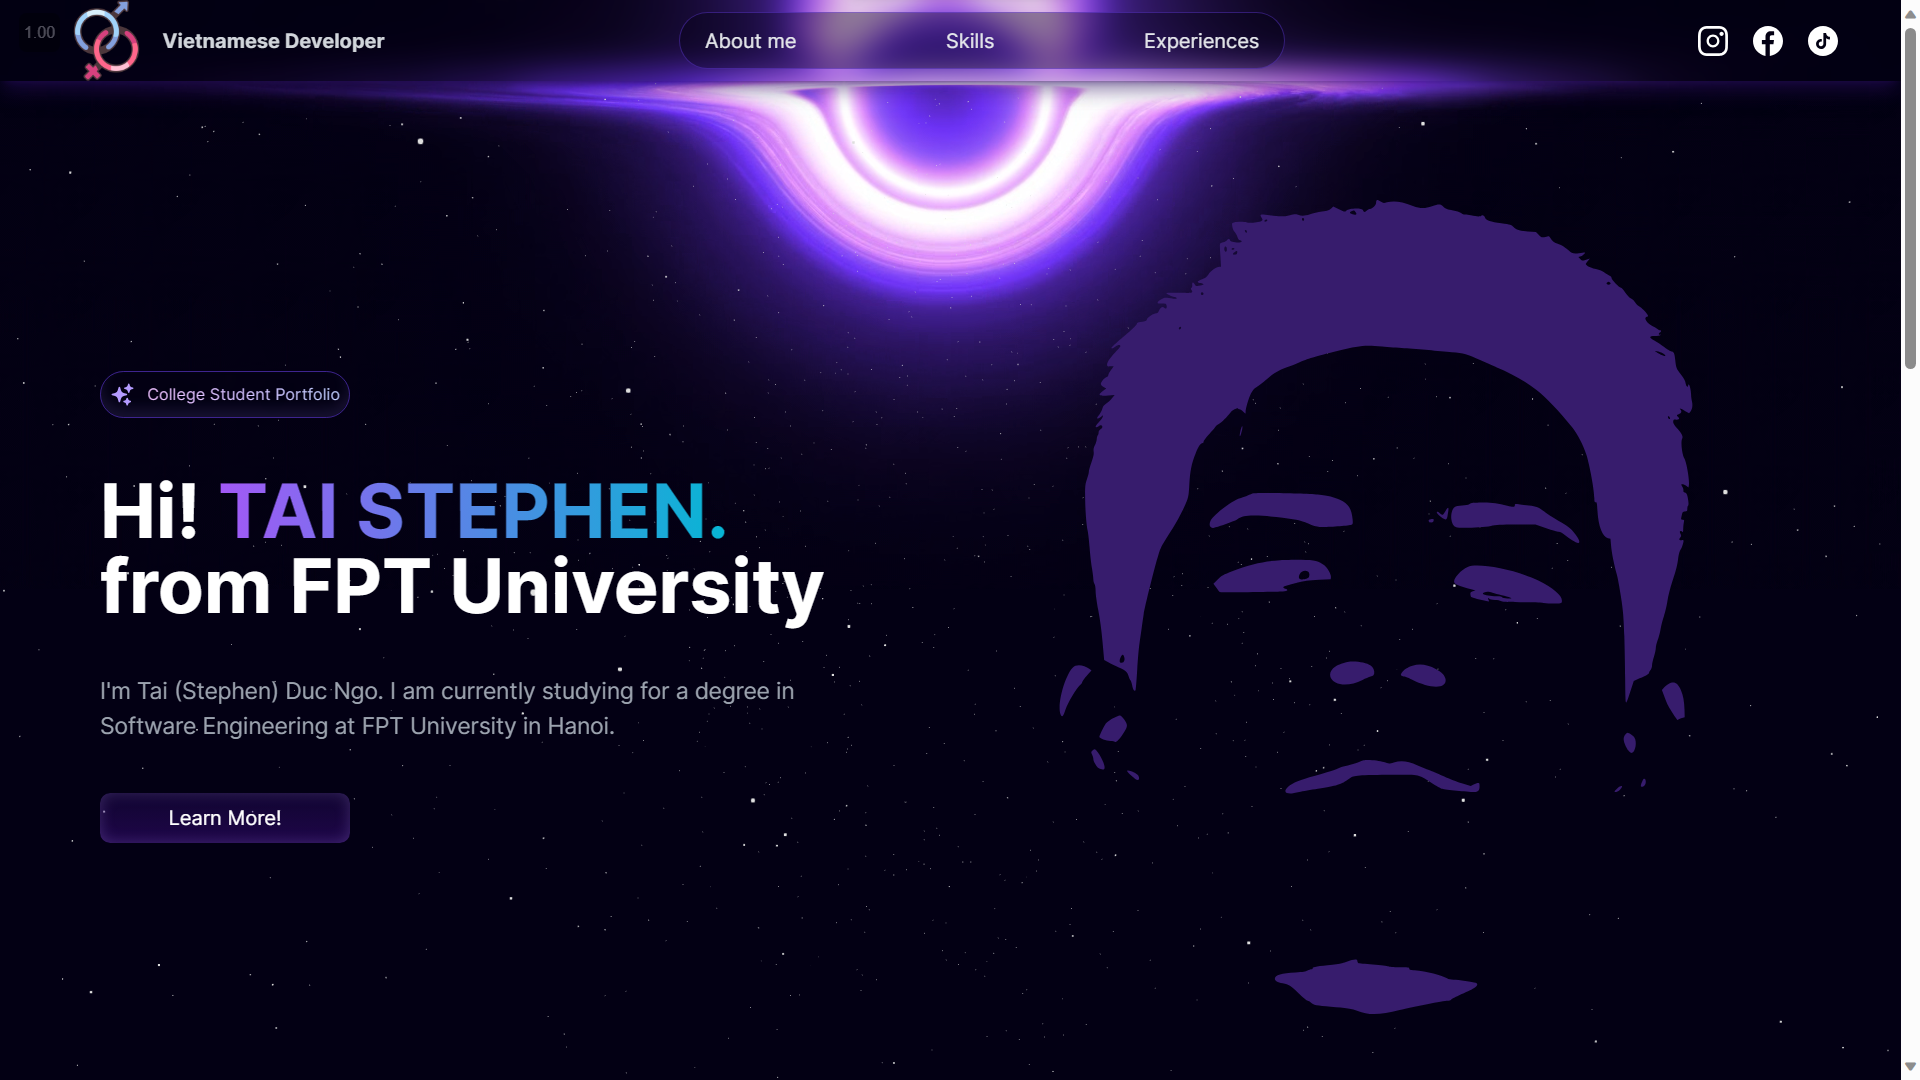 1.00
Vietnamese Developer
About me
Skills
Experiences
College Student Portfolio
Hi! TAI STEPHEN.
from FPT University
I'm Tai (Stephen) Duc Ngo. I am currently studying for a degree in
Software Engineering at FPT University in Hanoi.
Learn More!